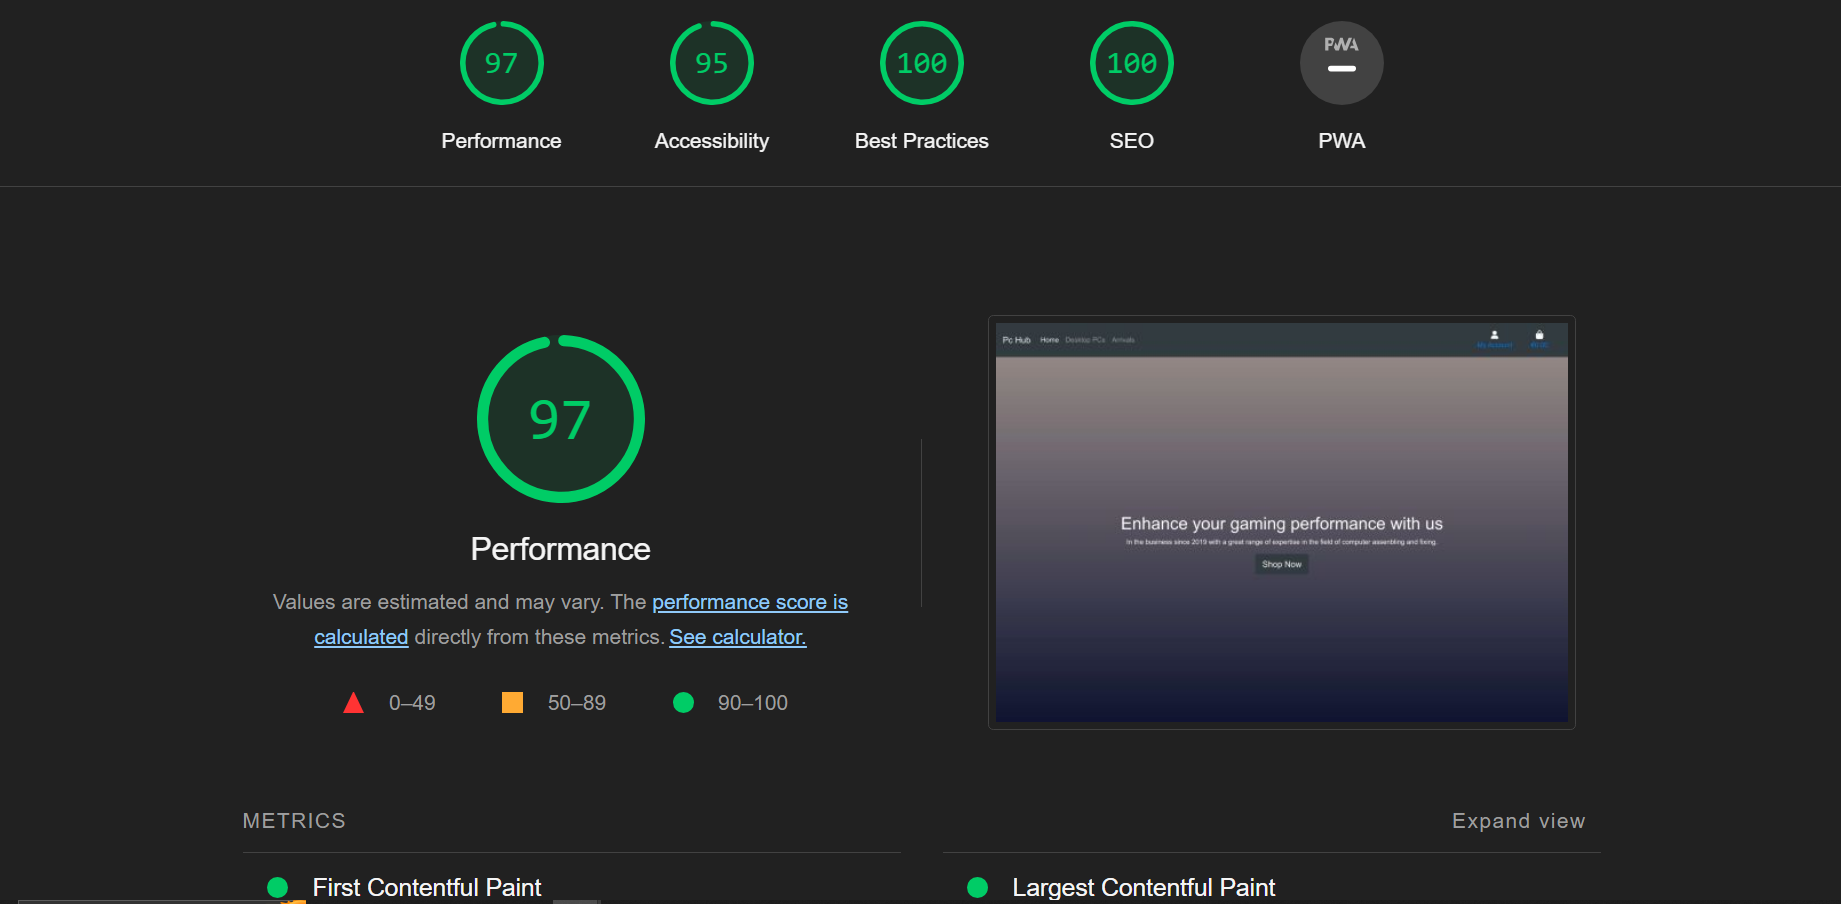 97
95
100
100
PWA
Performance
Accessibility
Best Practices
SEO
PWA
97
Performance
Values are estimated and may vary. The performance score is
calculated directly from these metrics. See calculator.
0–49
50–89
90–100
Pc Hub Home Desktop PCs Arrivals
My Account
Enhance your gaming performance with us
In the business since 2019 with a great range of expertise in the field of computer assembling and fixing.
Shop Now
METRICS
Expand view
First Contentful Paint
Largest Contentful Paint